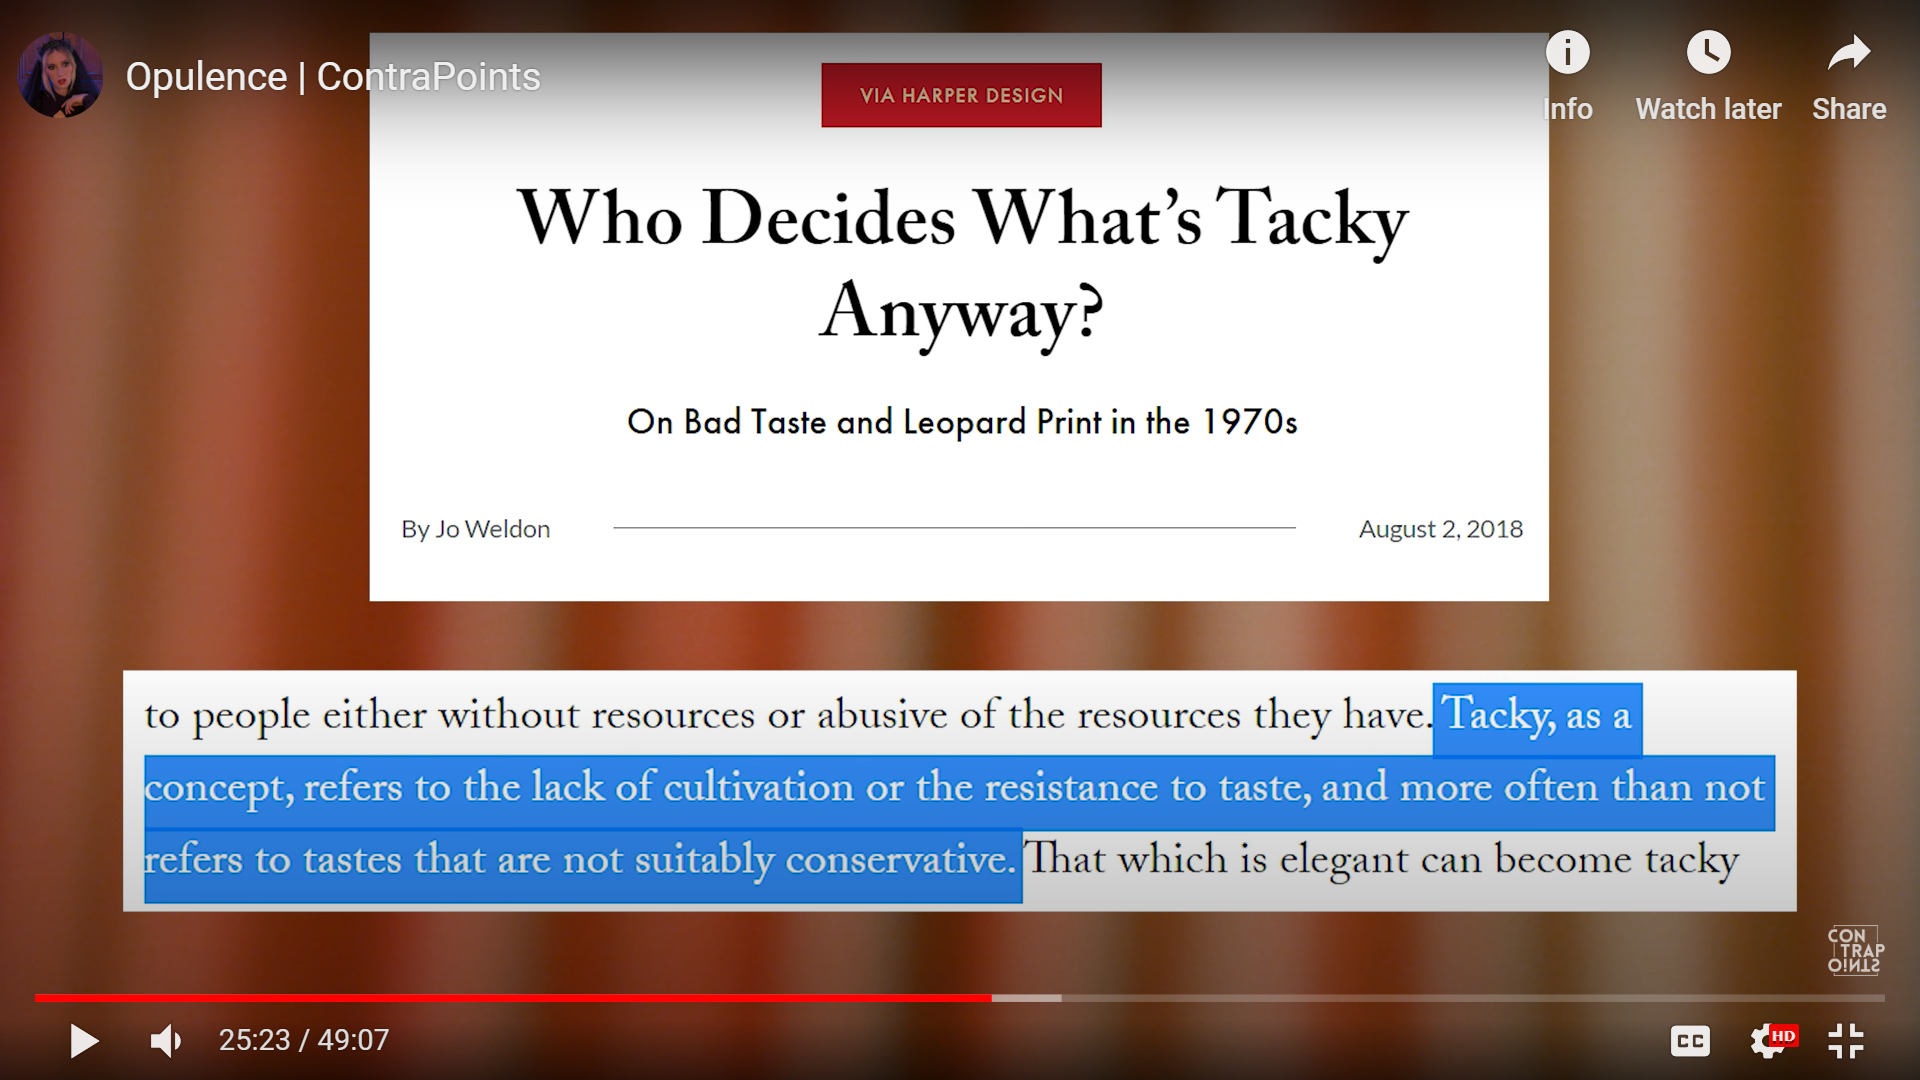 Opulence | ContraPoints
Info
Watch later
Share
VIA HARPER DESIGN
Who Decides What’s Tacky
Anyway?
On Bad Taste and Leopard Print in the 1970s
By Jo Weldon
August 2, 2018
to people either without resources or abusive of the resources they have. Tacky, as a
concept, refers to the lack of cultivation or the resistance to taste, and more often than not
refers to tastes that are not suitably conservative. That which is elegant can become tacky
CON
TRAP
OINTS
25:23 / 49:07
CC
HD